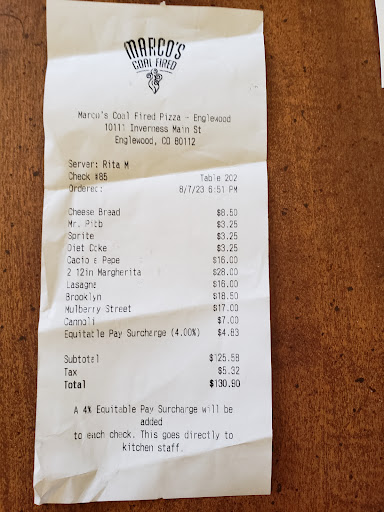 MARCO'S
COAL FIRED
Marco's Coal Fired Pizza - Englewood
10111 Inverness Main St
Englewood, CO 80112
Server: Rita M
Check #85 Table 202
Ordered: 8/7/23 6:51 PM
Cheese Bread $8.50
Mr. Pibb $3.25
Sprite $3.25
Diet Coke $3.25
Cacio e Pepe $16.00
2 12in Margherita $28.00
Lasagna $16.00
Brooklyn $18.50
Mulberry Street $17.00
Cannoli $7.00
Equitable Pay Surcharge (4.00%) $4.83
Subtotal $125.58
Tax $5.32
Total $130.90
A 4% Equitable Pay Surcharge will be
added
to each check. This goes directly to
kitchen staff.